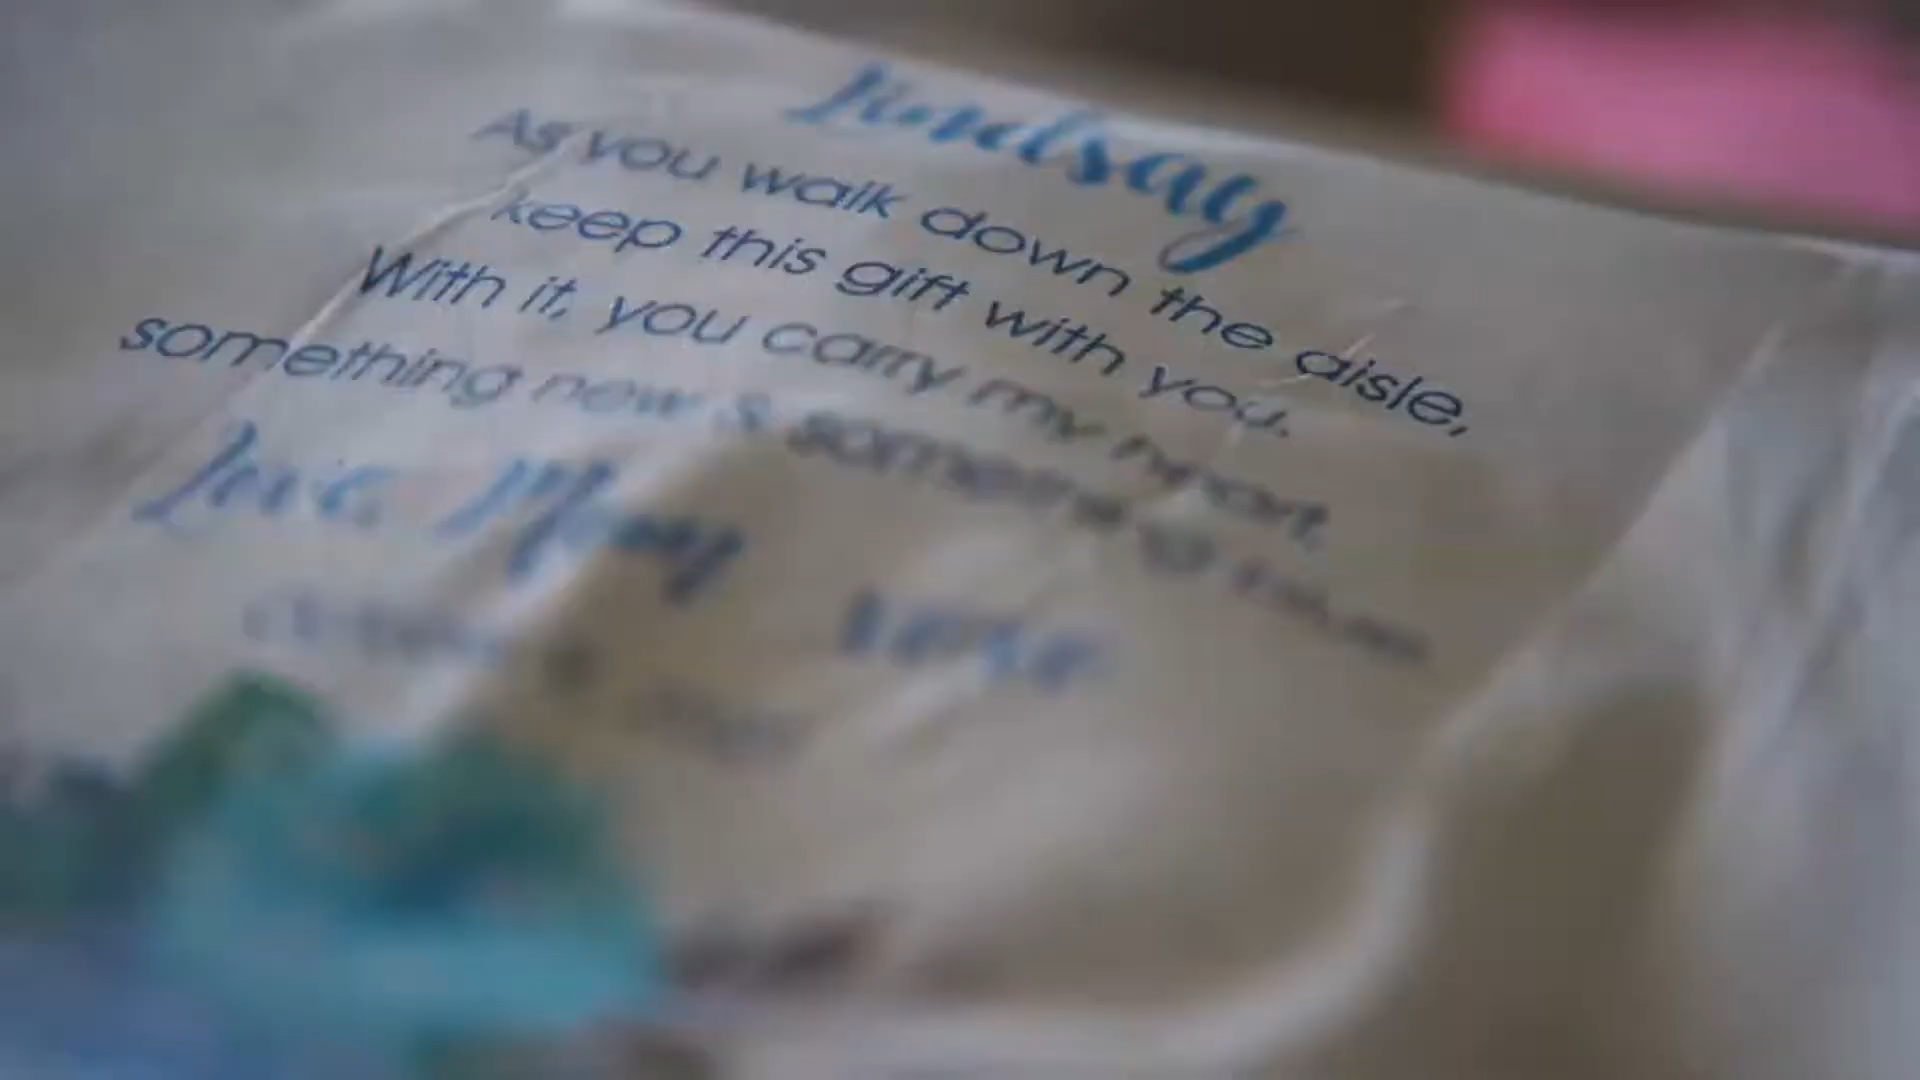 Lindsay
As you walk down the aisle,
keep this gift with you.
With it, you carry my heart,
something new & something blue.
Love, Mom